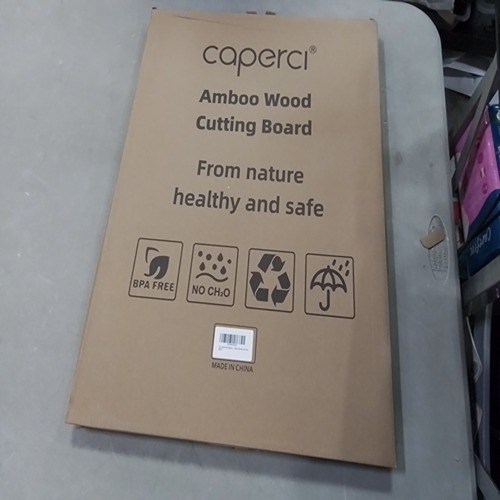 caperci®
Amboo Wood
Cutting Board
From nature
healthy and safe
BPA FREE
NO CH₂O
MADE IN CHINA